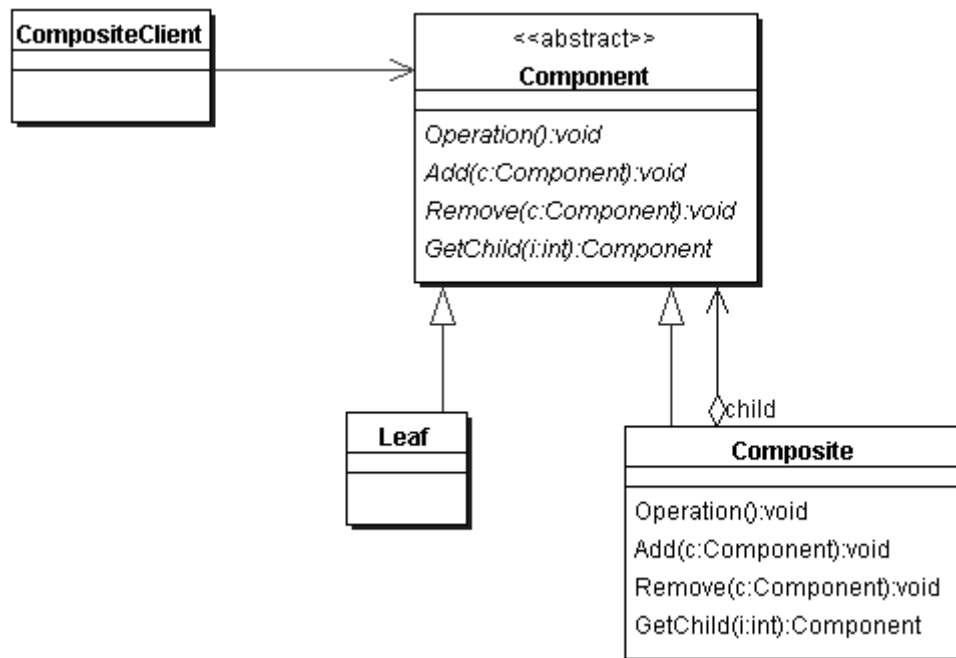 CompositeClient
<<abstract>>
Component
Operation():void
Add(c:Component):void
Remove(c:Component):void
GetChild(i:int):Component
child
Leaf
Composite
Operation():void
Add(c:Component):void
Remove(c:Component):void
GetChild(i:int):Component